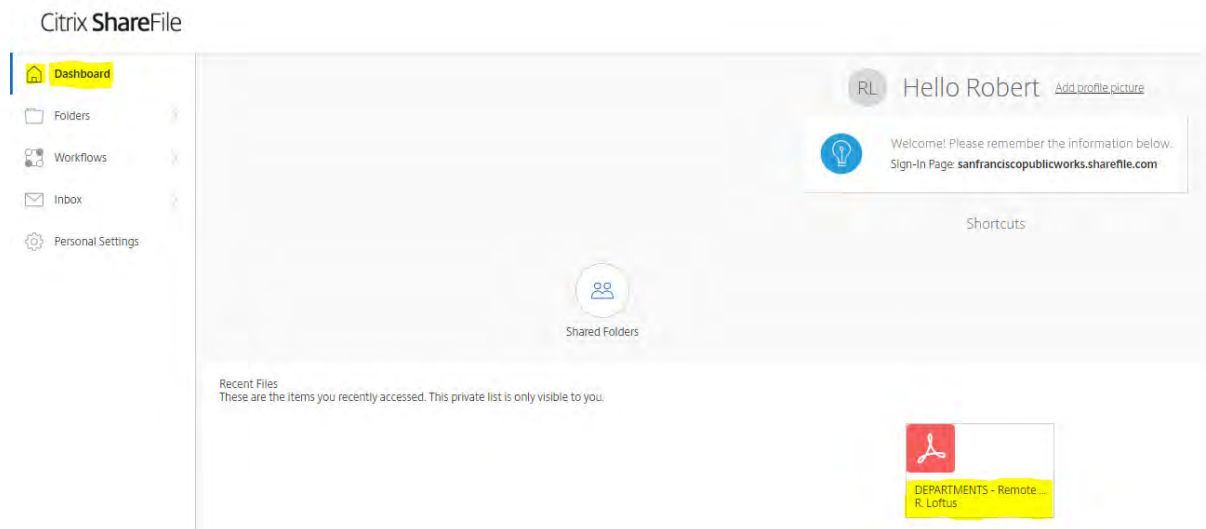 Citrix ShareFile
Dashboard
Folders
Workflows
Inbox
Personal Settings
RL
Hello Robert
Add profile picture
Welcome! Please remember the information below.
Sign-In Page: sanfranciscopublicworks.sharefile.com
Shortcuts
Shared Folders
Recent Files
These are the items you recently accessed. This private list is only visible to you.
DEPARTMENTS - Remote ...
R. Loftus